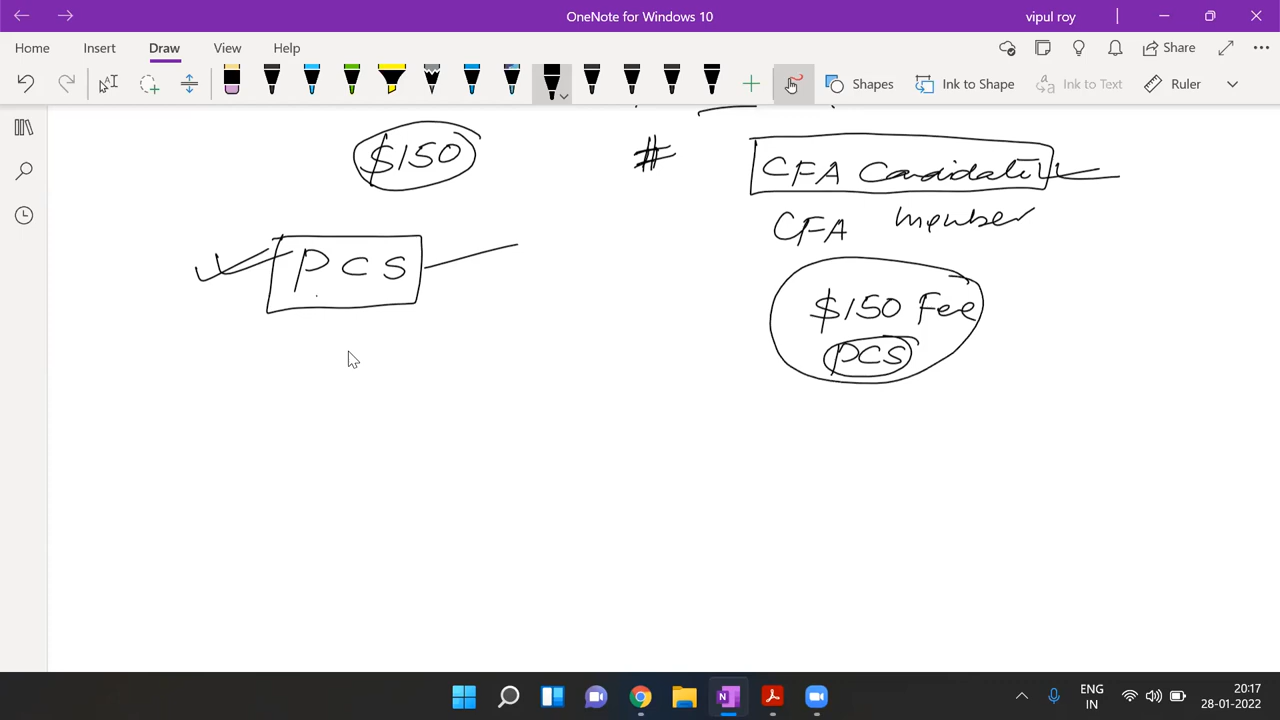 OneNote for Windows 10
vipul roy
Home Insert Draw View Help
Share
Shapes Ink to Shape Ink to Text Ruler
$150
#
CFA Candidate
CFA member
PCS
$150 Fee
PCS
ENG
IN
20:17
28-01-2022